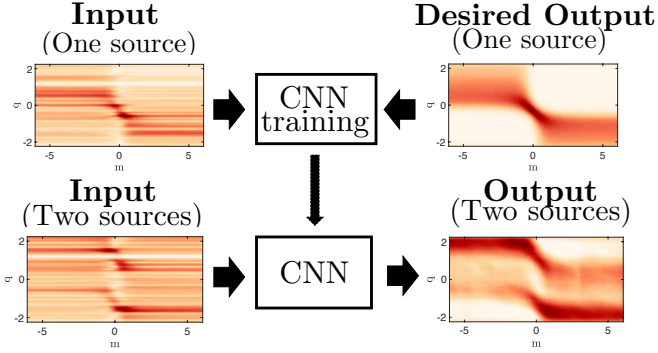 Input
(One source)
Desired Output
(One source)
2
0
-2
q
-5
0
5
m
CNN
training
2
0
-2
q
-5
0
5
m
Input
(Two sources)
Output
(Two sources)
2
0
-2
q
-5
0
5
m
CNN
2
0
-2
q
-5
0
5
m